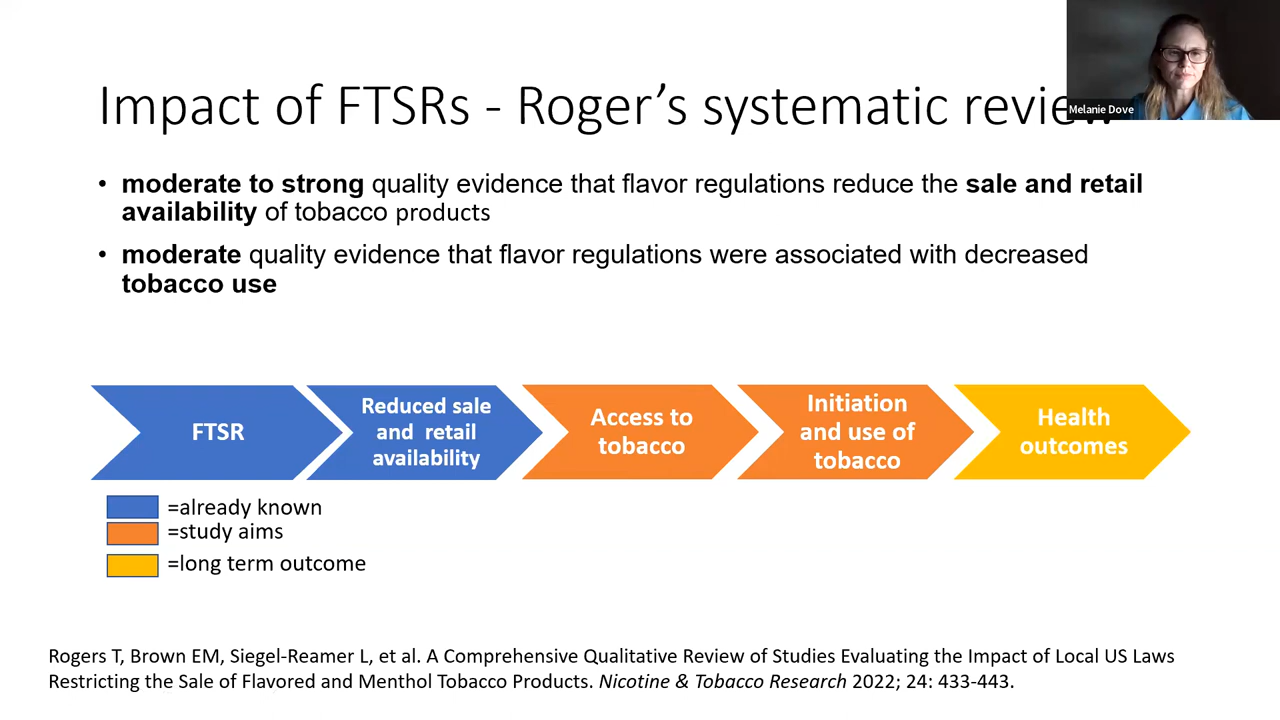 Impact of FTSRs - Roger's systematic review
Melanie Dove
• moderate to strong quality evidence that flavor regulations reduce the sale and retail
availability of tobacco products
• moderate quality evidence that flavor regulations were associated with decreased
tobacco use
FTSR
Reduced sale
and retail
availability
Access to
tobacco
Initiation
and use of
tobacco
Health
outcomes
=already known
=study aims
=long term outcome
Rogers T, Brown EM, Siegel-Reamer L, et al. A Comprehensive Qualitative Review of Studies Evaluating the Impact of Local US Laws
Restricting the Sale of Flavored and Menthol Tobacco Products. Nicotine & Tobacco Research 2022; 24: 433-443.